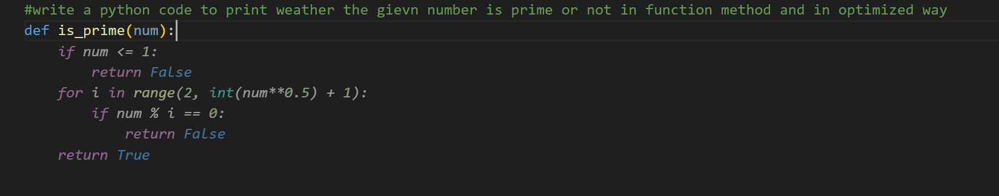 #write a python code to print weather the gievn number is prime or not in function method and in optimized way
def is_prime(num):
    if num <= 1:
        return False
    for i in range(2, int(num**0.5) + 1):
        if num % i == 0:
            return False
    return True